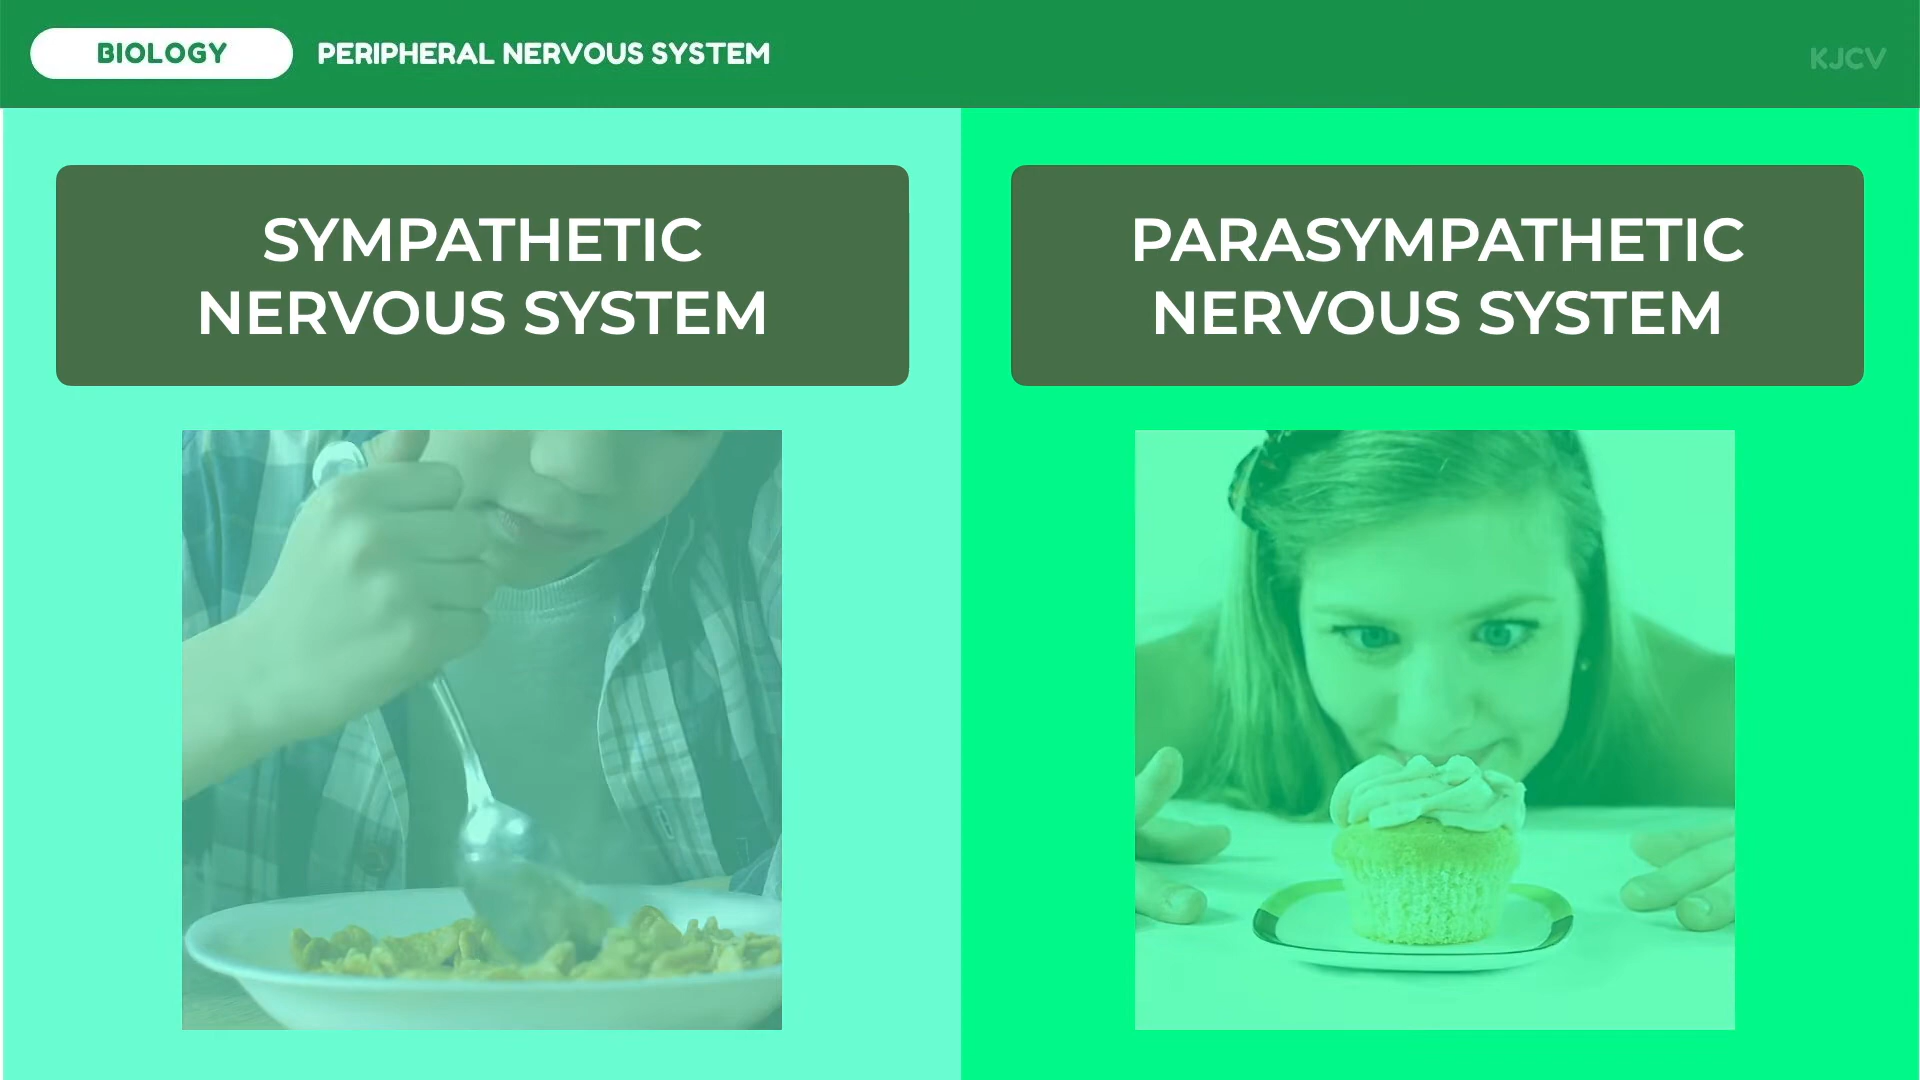 BIOLOGY
PERIPHERAL NERVOUS SYSTEM
KJCV
SYMPATHETIC
NERVOUS SYSTEM
PARASYMPATHETIC
NERVOUS SYSTEM